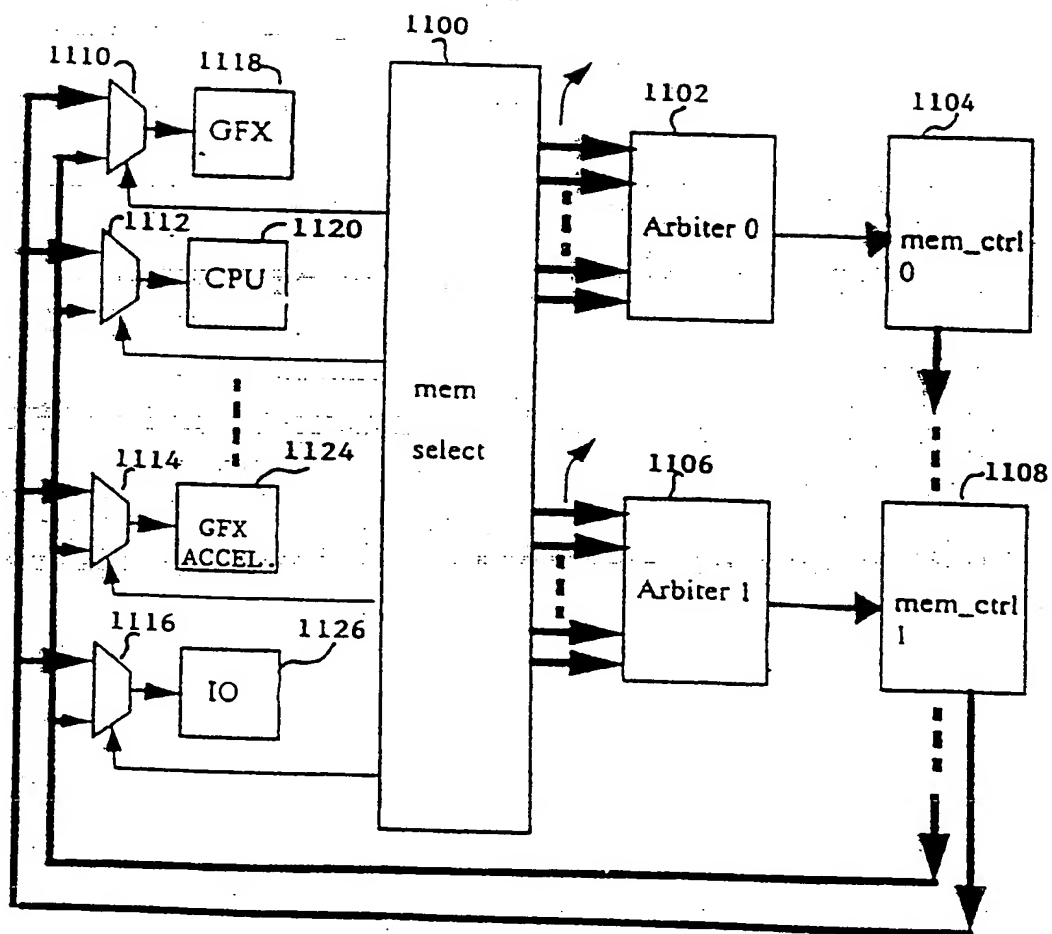 1100
1110
1118
GFX
1102
1104
Arbiter 0
mem_ctrl
0
1112
1120
CPU
mem
select
1114
1124
GFX
ACCEL.
1106
1108
Arbiter 1
mem_ctrl
1
1116
1126
IO